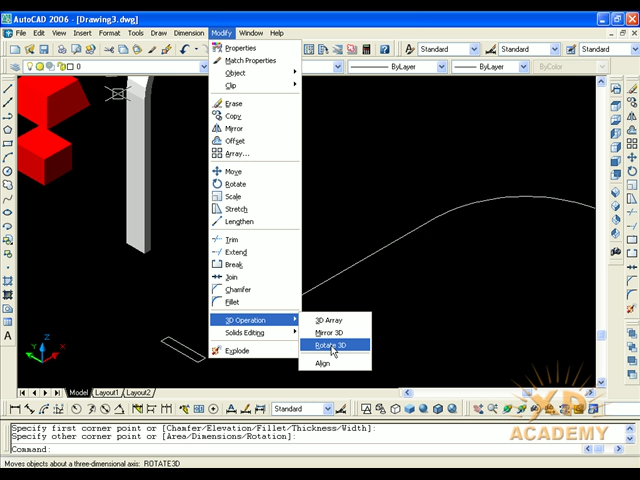 AutoCAD 2006 - [Drawing3.dwg]
File Edit View Insert Format Tools Draw Dimension Modify Window Help
Standard Standard Standard
0 ByLayer ByLayer ByColor
Properties
Match Properties
Object
Clip
Erase
Copy
Mirror
Offset
Array...
Move
Rotate
Scale
Stretch
Lengthen
Trim
Extend
Break
Join
Chamfer
Fillet
3D Operation
Solids Editing
Explode
3D Array
Mirror 3D
Rotate 3D
Align
Model Layout1 Layout2
Standard
Specify first corner point or [Chamfer/Elevation/Fillet/Thickness/Width]:
Specify other corner point or [Area/Dimensions/Rotation]:
Command:
Moves objects about a three-dimensional axis: ROTATE3D
XD
ACADEMY